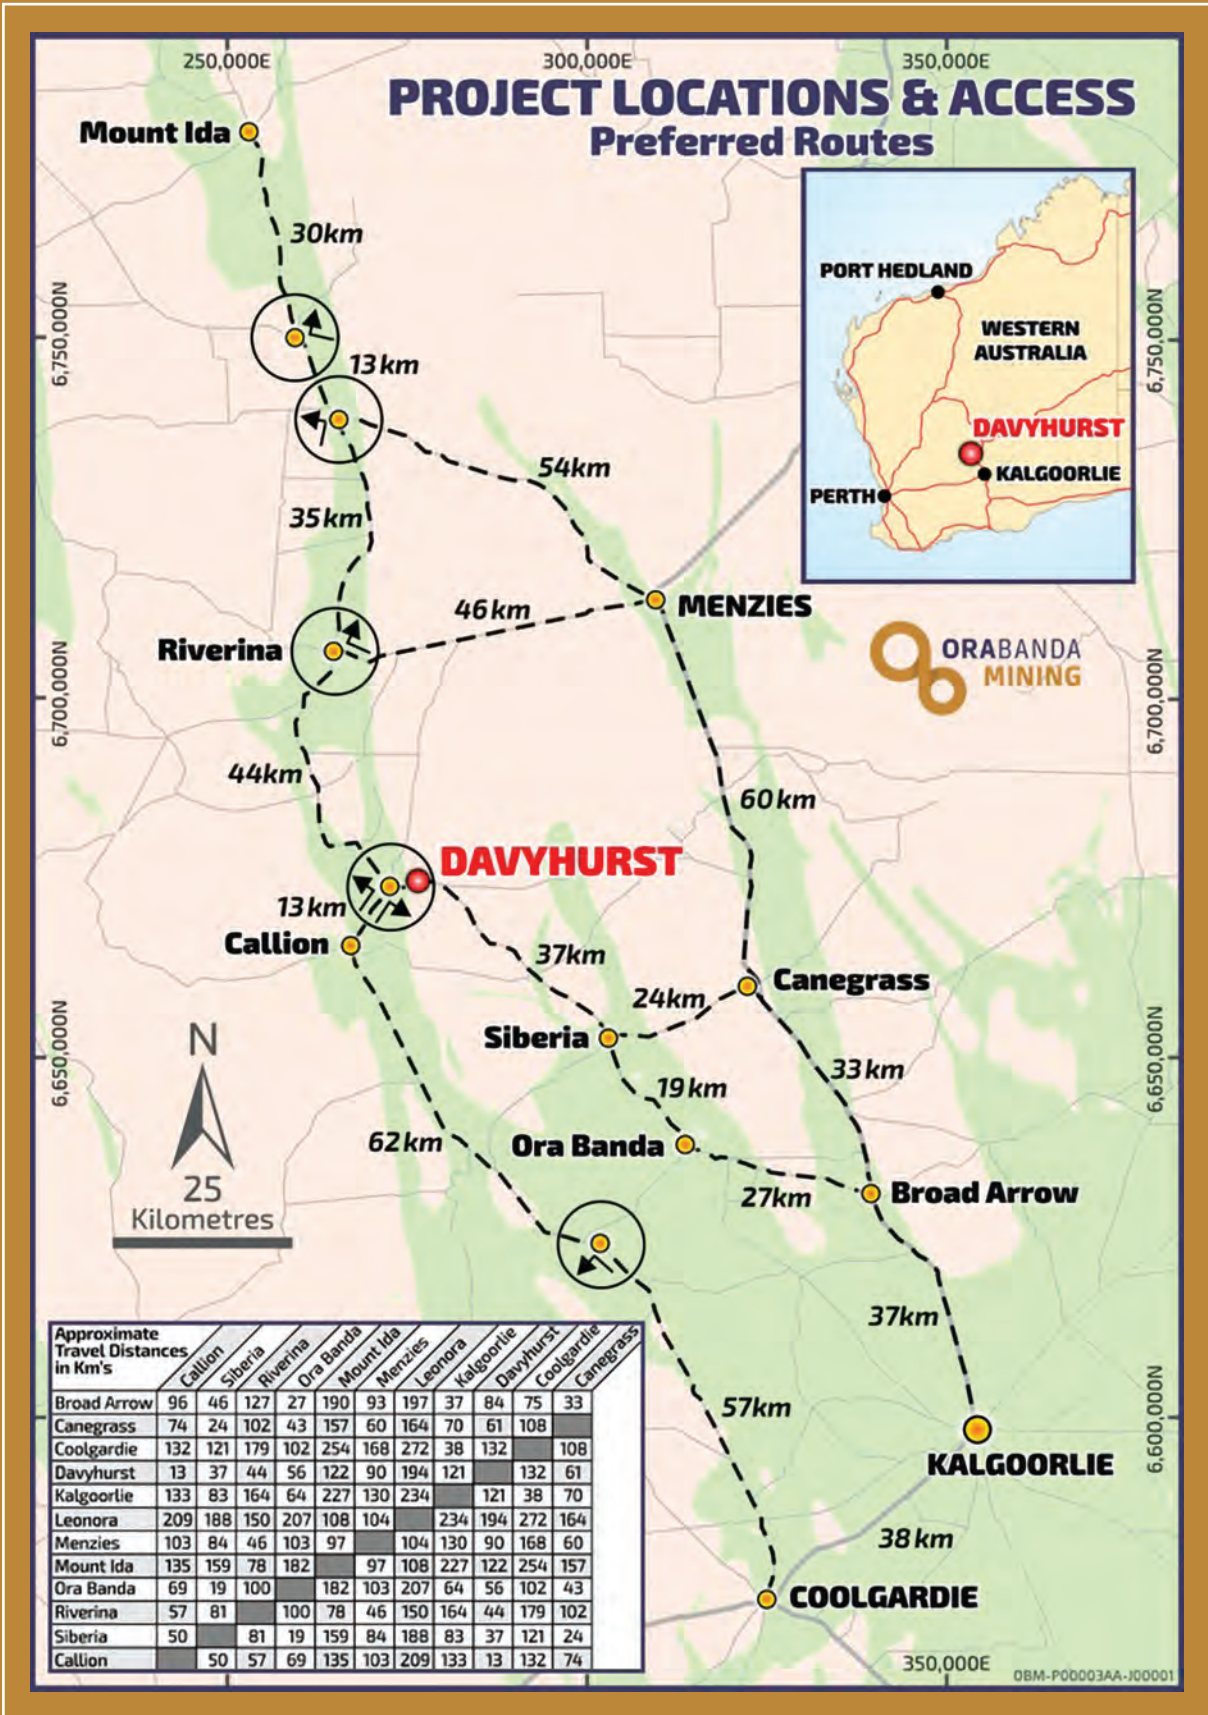 250,000E
300,000E
350,000E
PROJECT LOCATIONS & ACCESS
Preferred Routes
Mount Ida
30km
PORT HEDLAND
WESTERN
AUSTRALIA
DAVYHURST
KALGOORLIE
PERTH
6,750,000N
6,750,000N
13km
54km
35km
46km
MENZIES
Riverina
ORABANDA
MINING
6,700,000N
6,700,000N
44km
60km
DAVYHURST
13km
Callion
37km
Canegrass
24km
Siberia
N
6,650,000N
6,650,000N
33km
19km
62km
Ora Banda
25
Kilometres
27km
Broad Arrow
37km
57km
6,600,000N
KALGOORLIE
38km
COOLGARDIE
350,000E
OBM-P00003AA-J00001
Approximate
Travel Distances
in Km's
Callion Siberia Riverina Ora Banda Mount Ida Menzies Leonora Kalgoorlie Davyhurst Coolgardie Canegrass
Broad Arrow 96 46 127 27 190 93 197 37 84 75 33
Canegrass 74 24 102 43 157 60 164 70 61 108
Coolgardie 132 121 179 102 254 168 272 38 132 108
Davyhurst 13 37 44 56 122 90 194 121 132 61
Kalgoorlie 133 83 164 64 227 130 234 121 38 70
Leonora 209 188 150 207 108 104 234 194 272 164
Menzies 103 84 46 103 97 104 130 90 168 60
Mount Ida 135 159 78 182 97 108 227 122 254 157
Ora Banda 69 19 100 182 103 207 64 56 102 43
Riverina 57 81 100 78 46 150 164 44 179 102
Siberia 50 81 19 159 84 188 83 37 121 24
Callion 50 57 69 135 103 209 133 13 132 74